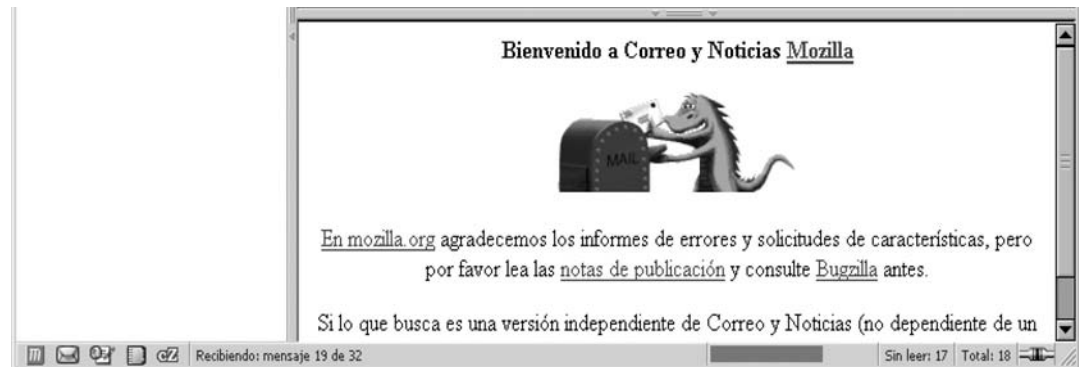 Bienvenido a Correo y Noticias Mozilla
MAIL
En mozilla.org agradecemos los informes de errores y solicitudes de características, pero
por favor lea las notas de publicación y consulte Bugzilla antes.
Si lo que busca es una versión independiente de Correo y Noticias (no dependiente de un
Recibiendo: mensaje 19 de 32
Sin leer: 17
Total: 18